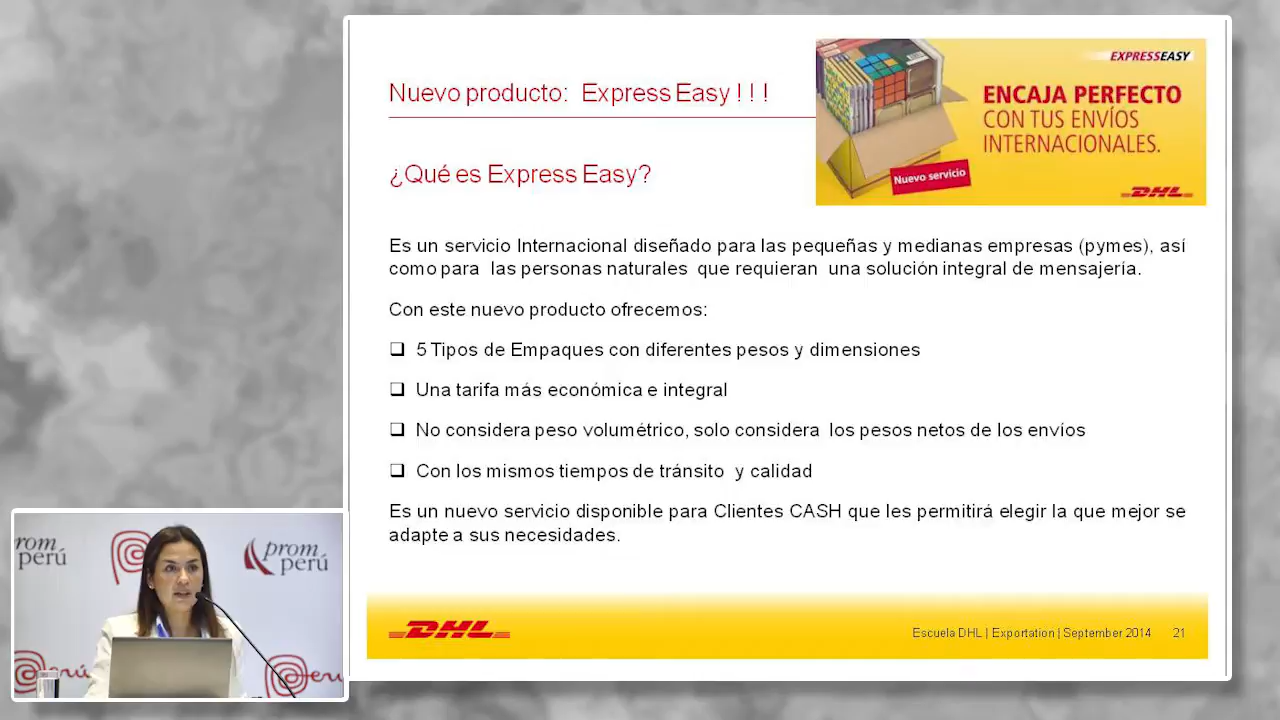 Nuevo producto: Express Easy ! ! !
EXPRESSEASY
ENCAJA PERFECTO
CON TUS ENVÍOS
INTERNACIONALES.
Nuevo servicio
DHL
¿Qué es Express Easy?
Es un servicio Internacional diseñado para las pequeñas y medianas empresas (pymes), así
como para las personas naturales que requieran una solución integral de mensajería.
Con este nuevo producto ofrecemos:
❑ 5 Tipos de Empaques con diferentes pesos y dimensiones
❑ Una tarifa más económica e integral
❑ No considera peso volumétrico, solo considera los pesos netos de los envíos
❑ Con los mismos tiempos de tránsito y calidad
Es un nuevo servicio disponible para Clientes CASH que les permitirá elegir la que mejor se
adapte a sus necesidades.
DHL
Escuela DHL | Exportation | September 2014 21
prom
perú